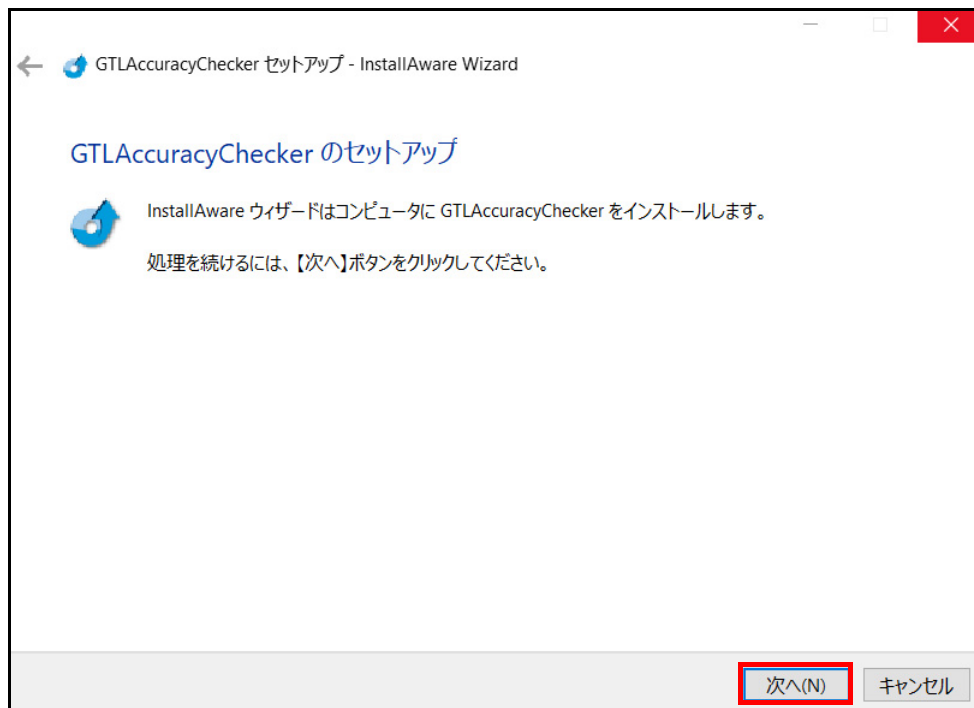 GTLAccuracyChecker セットアップ - InstallAware Wizard
GTLAccuracyChecker のセットアップ
InstallAware ウィザードはコンピュータに GTLAccuracyChecker をインストールします。
処理を続けるには、【次へ】ボタンをクリックしてください。
次へ(N)
キャンセル